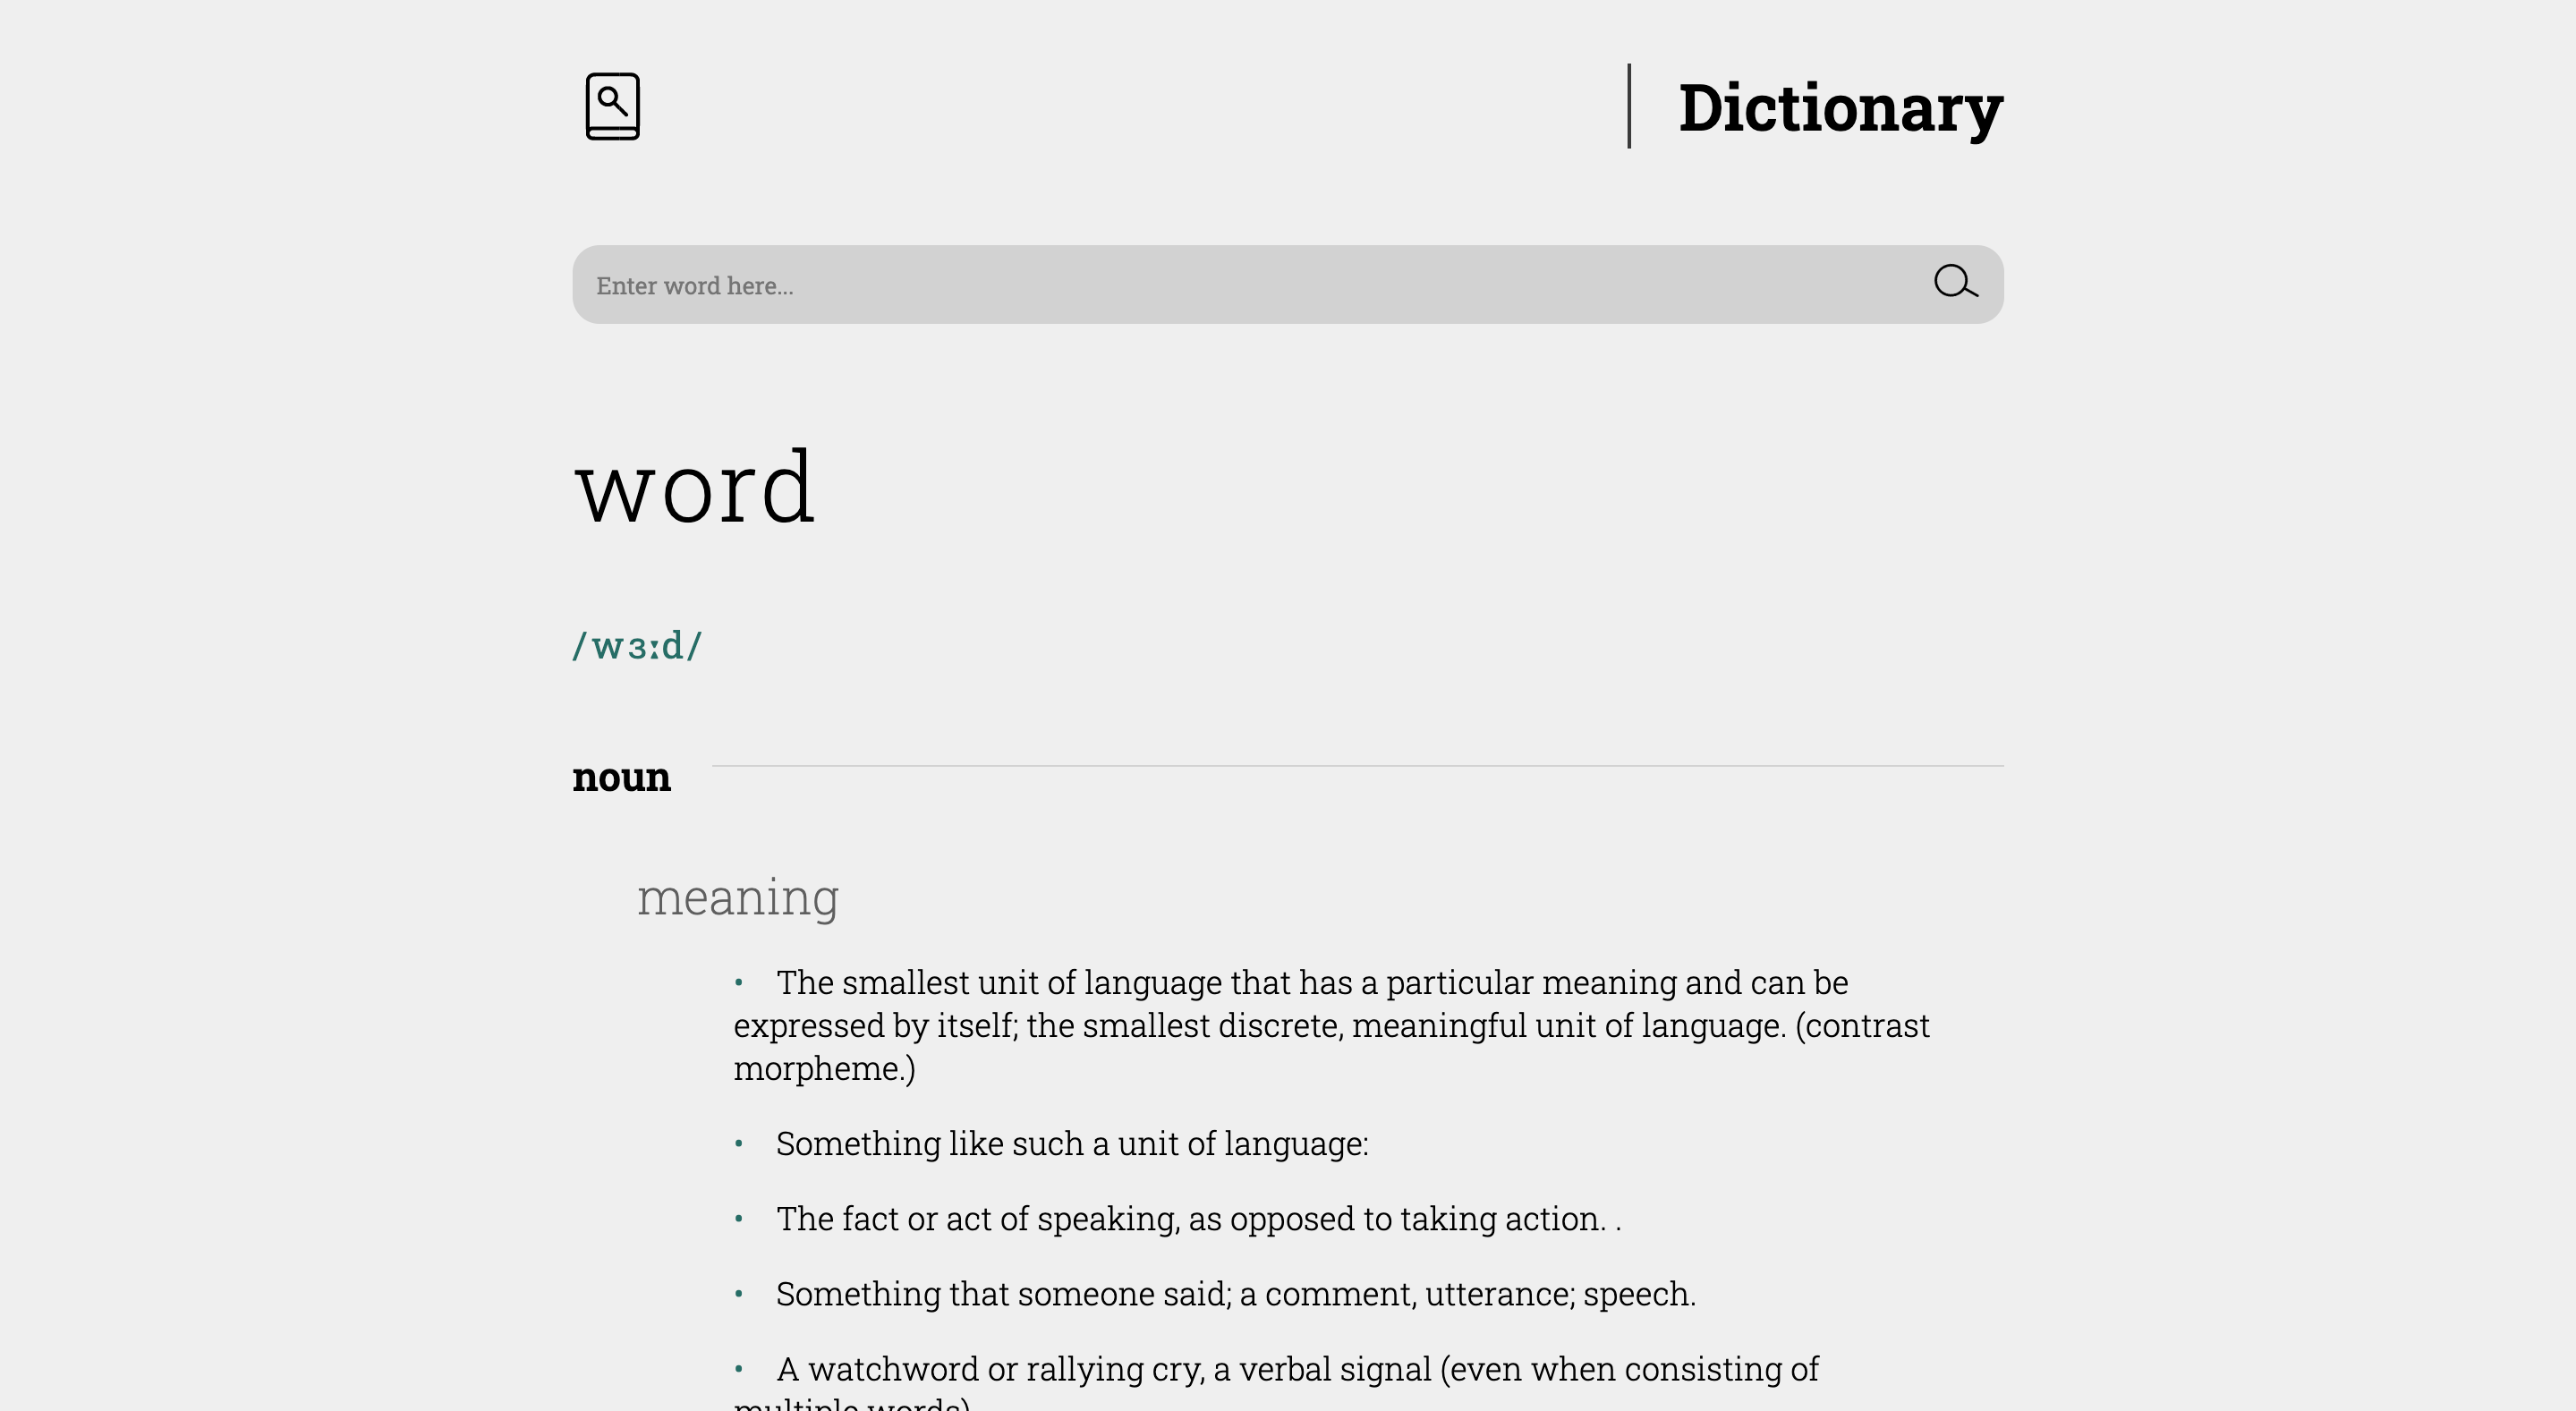 Dictionary
Enter word here...
word
/wɜːd/
noun
meaning
• The smallest unit of language that has a particular meaning and can be
expressed by itself; the smallest discrete, meaningful unit of language. (contrast
morpheme.)
• Something like such a unit of language:
• The fact or act of speaking, as opposed to taking action. .
• Something that someone said; a comment, utterance; speech.
• A watchword or rallying cry, a verbal signal (even when consisting of
multiple words).